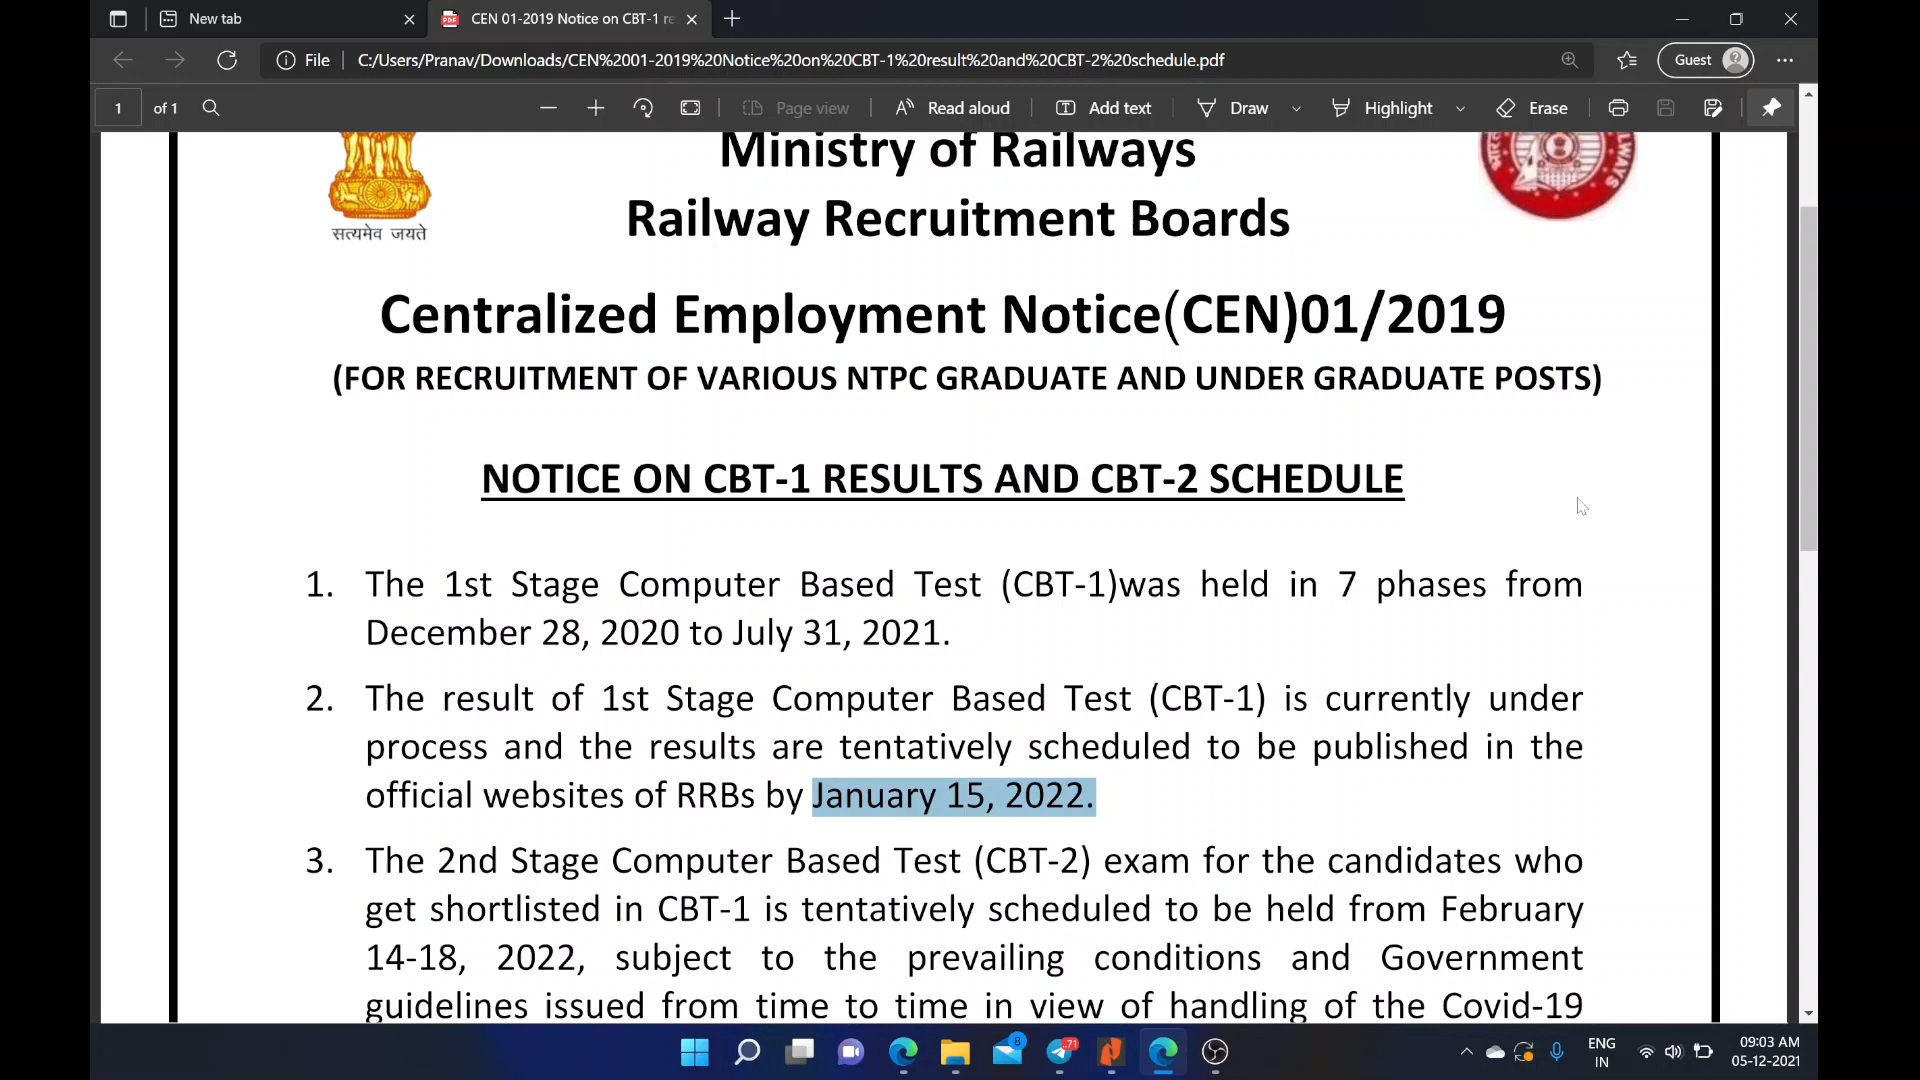 New tab
CEN 01-2019 Notice on CBT-1 re
File
C:/Users/Pranav/Downloads/CEN%2001-2019%20Notice%20on%20CBT-1%20result%20and%20CBT-2%20schedule.pdf
Guest
1 of 1
Page view
Read aloud
Add text
Draw
Highlight
Erase
Ministry of Railways
सत्यमेव जयते
Railway Recruitment Boards
Centralized Employment Notice(CEN)01/2019
(FOR RECRUITMENT OF VARIOUS NTPC GRADUATE AND UNDER GRADUATE POSTS)
NOTICE ON CBT-1 RESULTS AND CBT-2 SCHEDULE
1. The 1st Stage Computer Based Test (CBT-1)was held in 7 phases from
December 28, 2020 to July 31, 2021.
2. The result of 1st Stage Computer Based Test (CBT-1) is currently under
process and the results are tentatively scheduled to be published in the
official websites of RRBs by January 15, 2022.
3. The 2nd Stage Computer Based Test (CBT-2) exam for the candidates who
get shortlisted in CBT-1 is tentatively scheduled to be held from February
14-18, 2022, subject to the prevailing conditions and Government
guidelines issued from time to time in view of handling of the Covid-19
8
71
ENG
IN
09:03 AM
05-12-2021